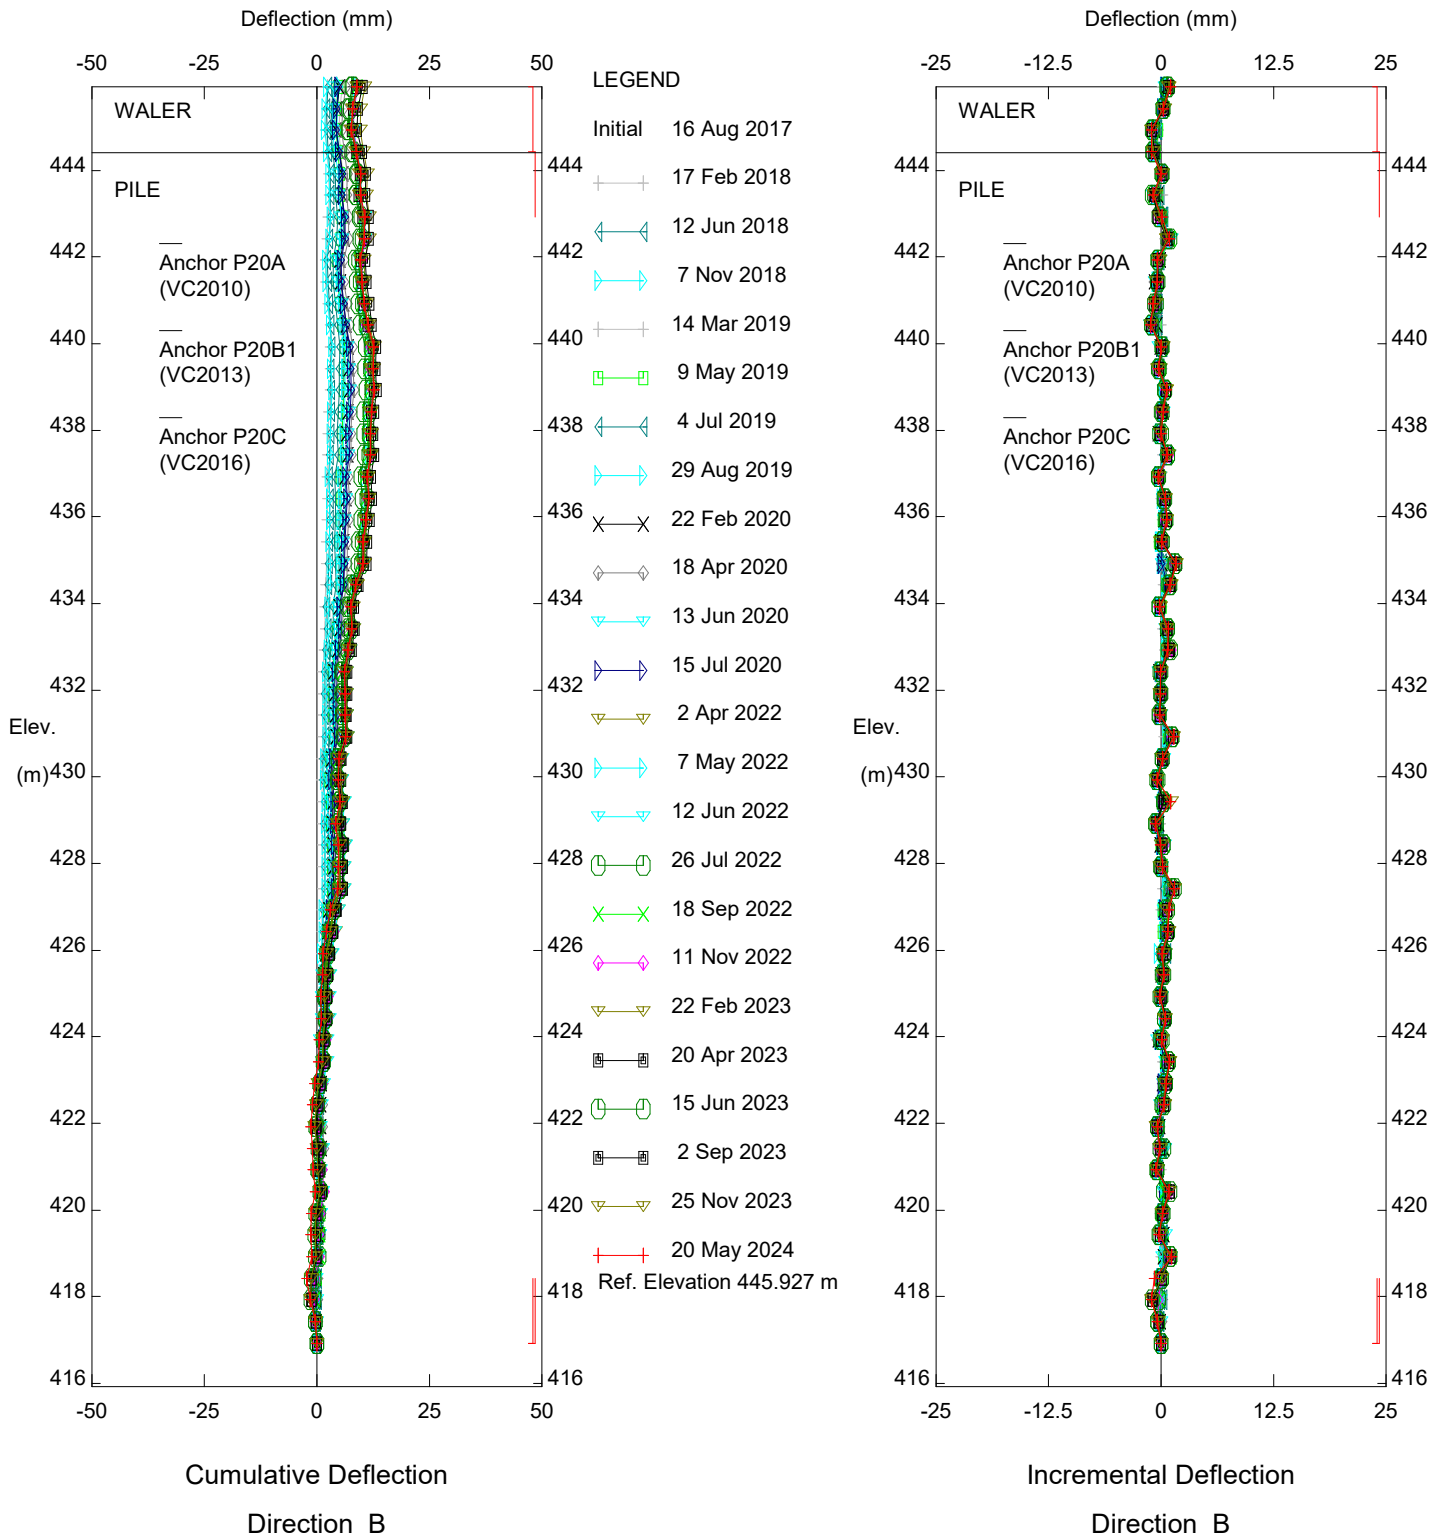 Deflection (mm)
-50 -25 0 25 50
WALER
PILE
Anchor P20A
(VC2010)
Anchor P20B1
(VC2013)
Anchor P20C
(VC2016)
444 444
442 442
440 440
438 438
436 436
434 434
432 432
Elev.
(m)
430 430
428 428
426 426
424 424
422 422
420 420
418 418
416 416
-50 -25 0 25 50
Cumulative Deflection
Direction B
LEGEND
Initial 16 Aug 2017
17 Feb 2018
12 Jun 2018
7 Nov 2018
14 Mar 2019
9 May 2019
4 Jul 2019
29 Aug 2019
22 Feb 2020
18 Apr 2020
13 Jun 2020
15 Jul 2020
2 Apr 2022
7 May 2022
12 Jun 2022
26 Jul 2022
18 Sep 2022
11 Nov 2022
22 Feb 2023
20 Apr 2023
15 Jun 2023
2 Sep 2023
25 Nov 2023
20 May 2024
Ref. Elevation 445.927 m
Deflection (mm)
-25 -12.5 0 12.5 25
WALER
PILE
Anchor P20A
(VC2010)
Anchor P20B1
(VC2013)
Anchor P20C
(VC2016)
444 444
442 442
440 440
438 438
436 436
434 434
432 432
Elev.
(m)
430 430
428 428
426 426
424 424
422 422
420 420
418 418
416 416
-25 -12.5 0 12.5 25
Incremental Deflection
Direction B